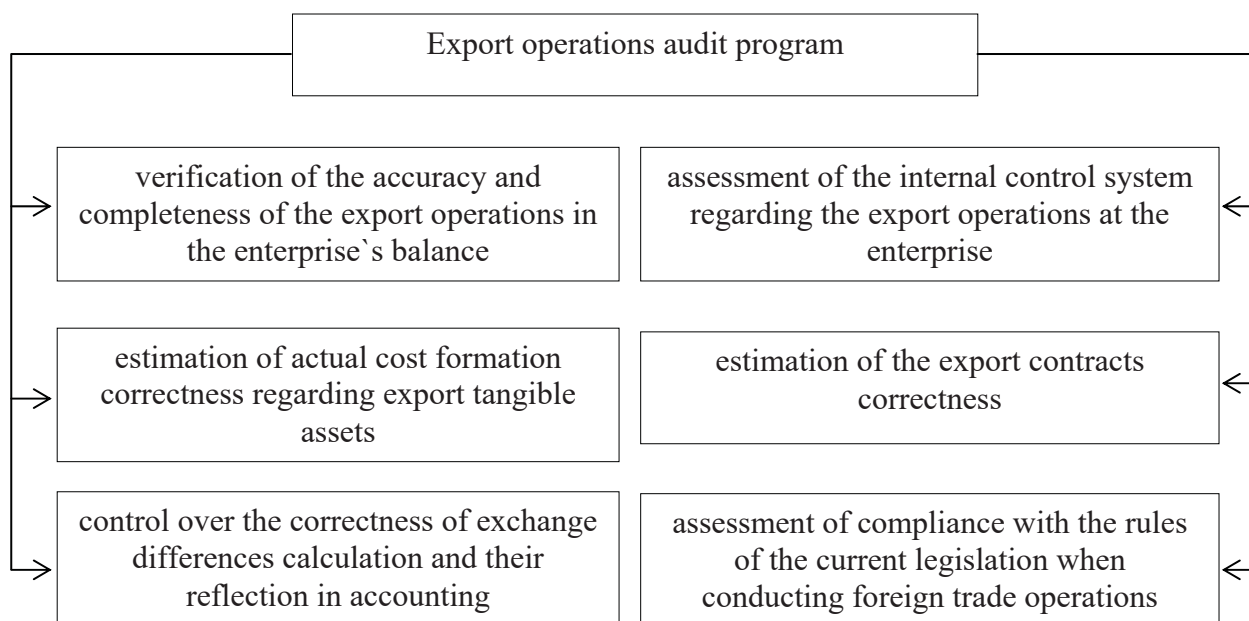 Export operations audit program
verification of the accuracy and
completeness of the export operations in
the enterprise`s balance
assessment of the internal control system
regarding the export operations at the
enterprise
estimation of actual cost formation
correctness regarding export tangible
assets
estimation of the export contracts
correctness
control over the correctness of exchange
differences calculation and their
reflection in accounting
assessment of compliance with the rules
of the current legislation when
conducting foreign trade operations